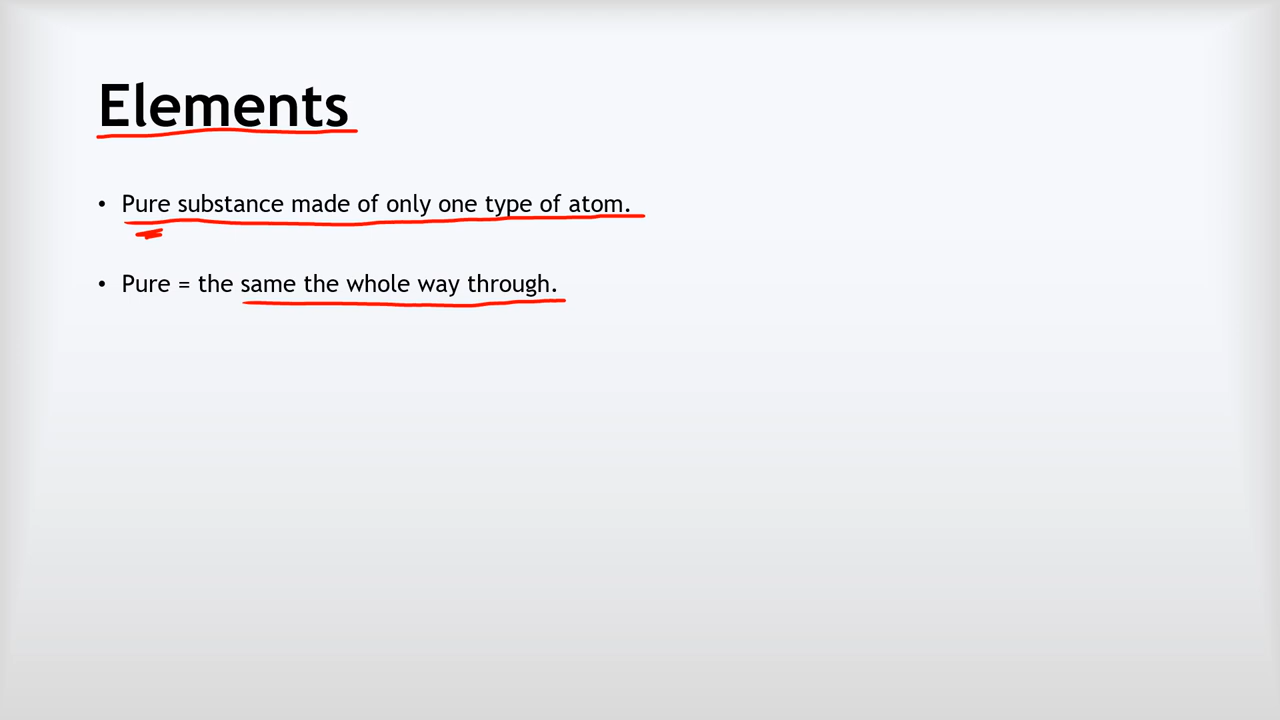 Elements
• Pure substance made of only one type of atom.
• Pure = the same the whole way through.